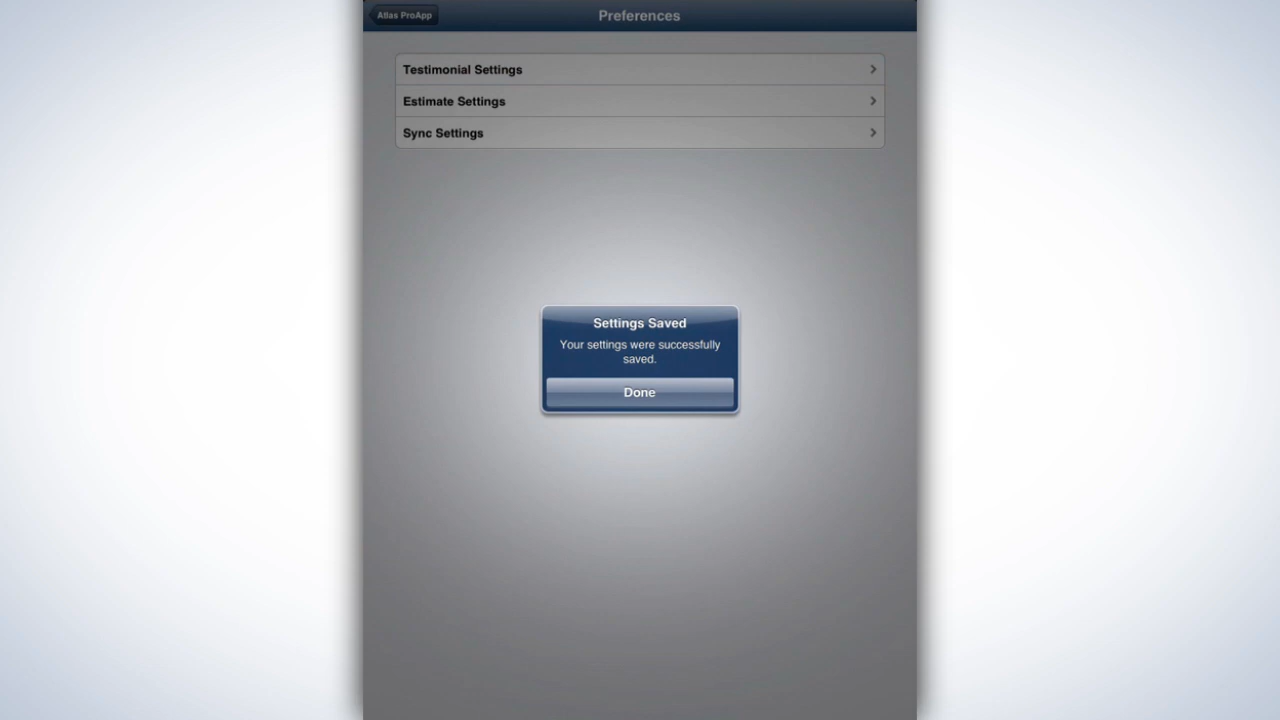 Atlas ProApp
Preferences
Testimonial Settings
Estimate Settings
Sync Settings
Settings Saved
Your settings were successfully
saved.
Done